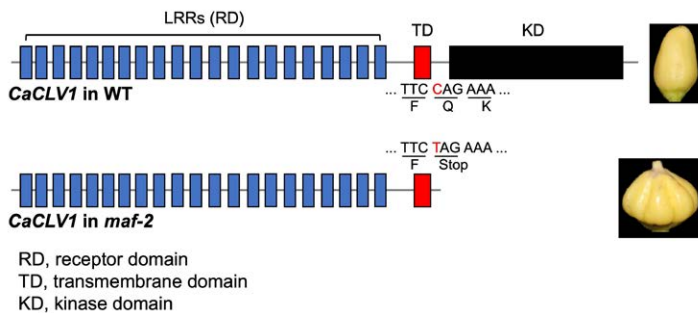 LRRs (RD)
TD
KD
CaCLV1 in WT
... TTC CAG AAA ...
F Q K
... TTC TAG AAA ...
F Stop
CaCLV1 in maf-2
RD, receptor domain
TD, transmembrane domain
KD, kinase domain